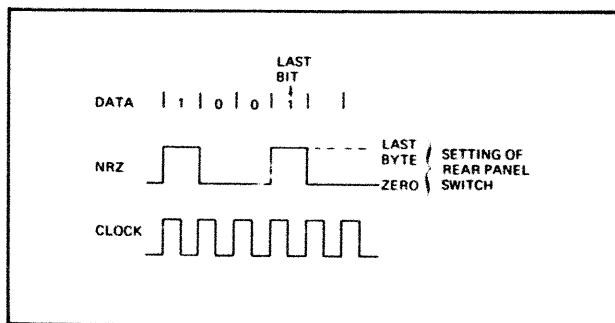 LAST
BIT
DATA | 1 | 0 | 0 | 1 | |
NRZ
LAST
BYTE
ZERO
SETTING OF
REAR PANEL
SWITCH
CLOCK